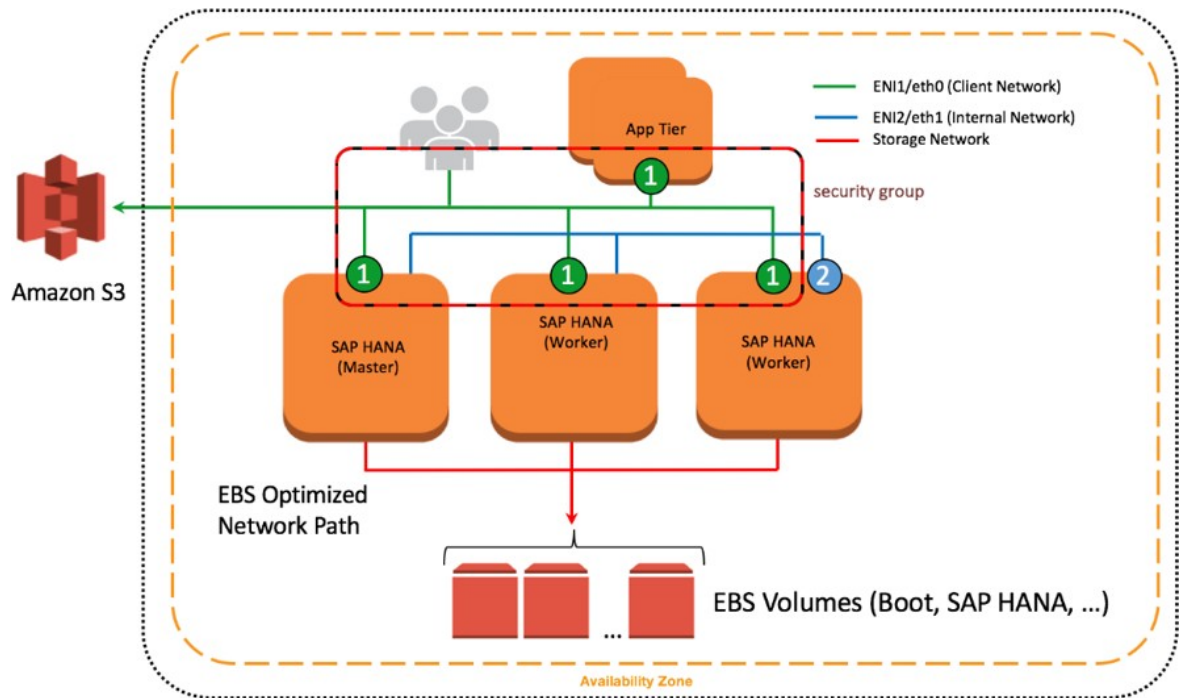 ENI1/eth0 (Client Network)
ENI2/eth1 (Internal Network)
Storage Network
App Tier
1
security group
Amazon S3
1
1
1
2
SAP HANA
(Master)
SAP HANA
(Worker)
SAP HANA
(Worker)
EBS Optimized
Network Path
EBS Volumes (Boot, SAP HANA, ...)
...
Availability Zone